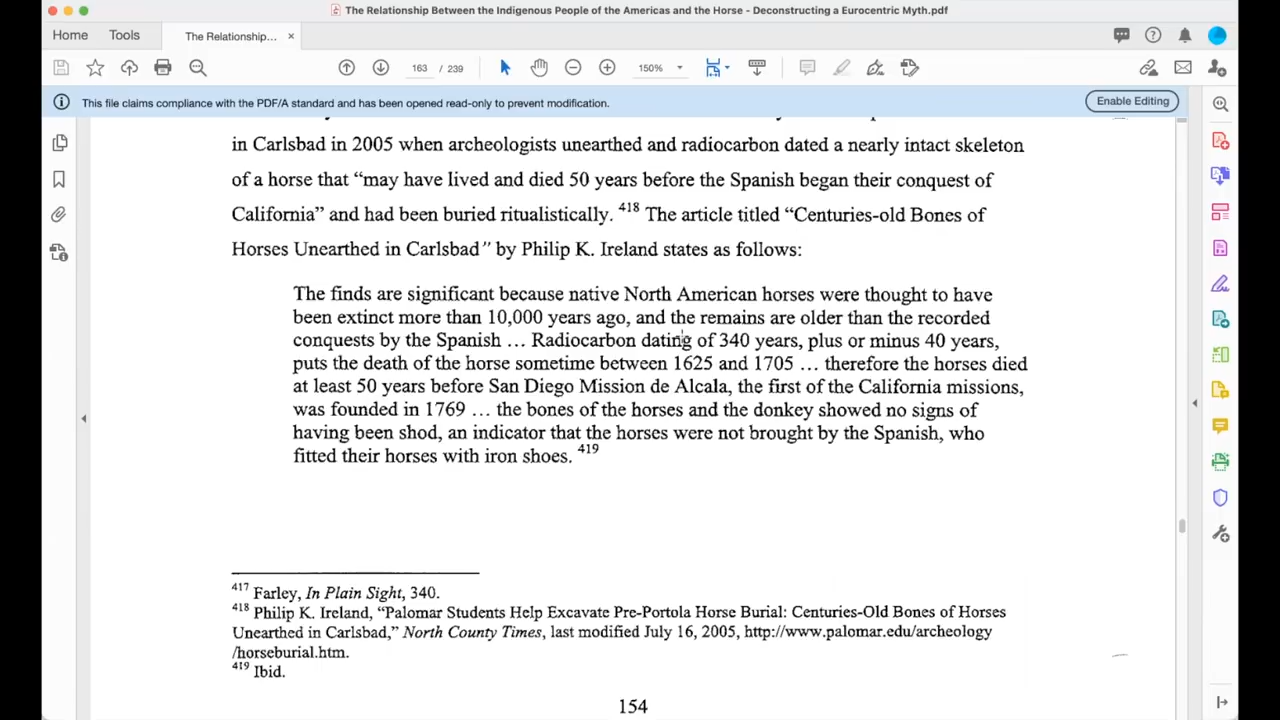 The Relationship Between the Indigenous People of the Americas and the Horse - Deconstructing a Eurocentric Myth.pdf
Home Tools The Relationship... ×
163 / 239 150%
This file claims compliance with the PDF/A standard and has been opened read-only to prevent modification. Enable Editing
in Carlsbad in 2005 when archeologists unearthed and radiocarbon dated a nearly intact skeleton
of a horse that “may have lived and died 50 years before the Spanish began their conquest of
California” and had been buried ritualistically. 418 The article titled “Centuries-old Bones of
Horses Unearthed in Carlsbad” by Philip K. Ireland states as follows:
The finds are significant because native North American horses were thought to have
been extinct more than 10,000 years ago, and the remains are older than the recorded
conquests by the Spanish … Radiocarbon dating of 340 years, plus or minus 40 years,
puts the death of the horse sometime between 1625 and 1705 … therefore the horses died
at least 50 years before San Diego Mission de Alcala, the first of the California missions,
was founded in 1769 … the bones of the horses and the donkey showed no signs of
having been shod, an indicator that the horses were not brought by the Spanish, who
fitted their horses with iron shoes. 419
417 Farley, In Plain Sight, 340.
418 Philip K. Ireland, “Palomar Students Help Excavate Pre-Portola Horse Burial: Centuries-Old Bones of Horses
Unearthed in Carlsbad,” North County Times, last modified July 16, 2005, http://www.palomar.edu/archeology
/horseburial.htm.
419 Ibid.
154